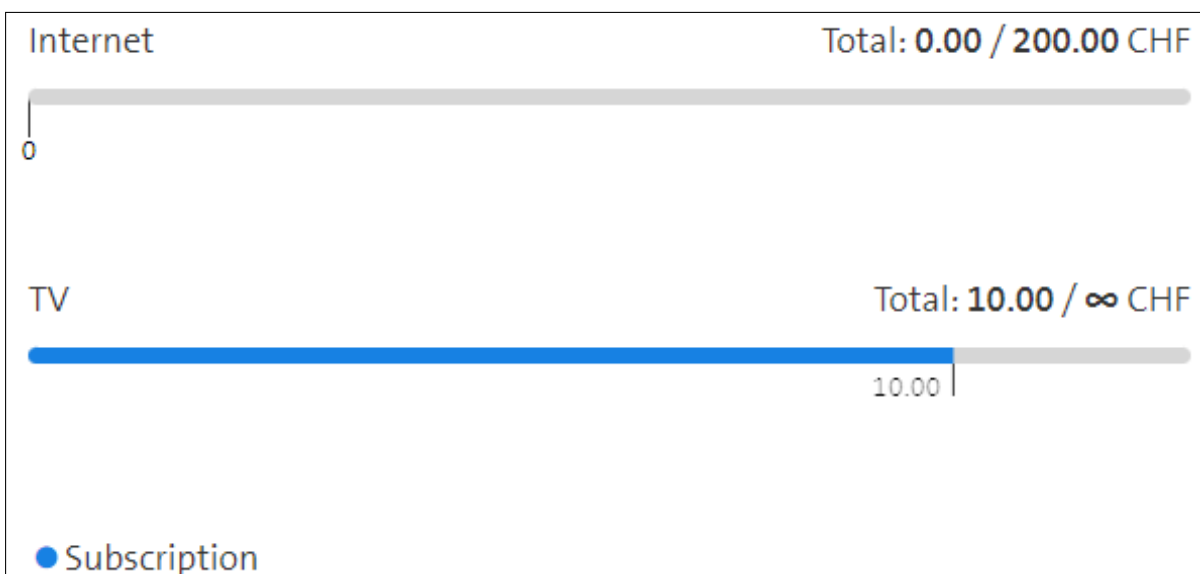 Internet Total: 0.00 / 200.00 CHF
0
TV Total: 10.00 / ∞ CHF
10.00
Subscription